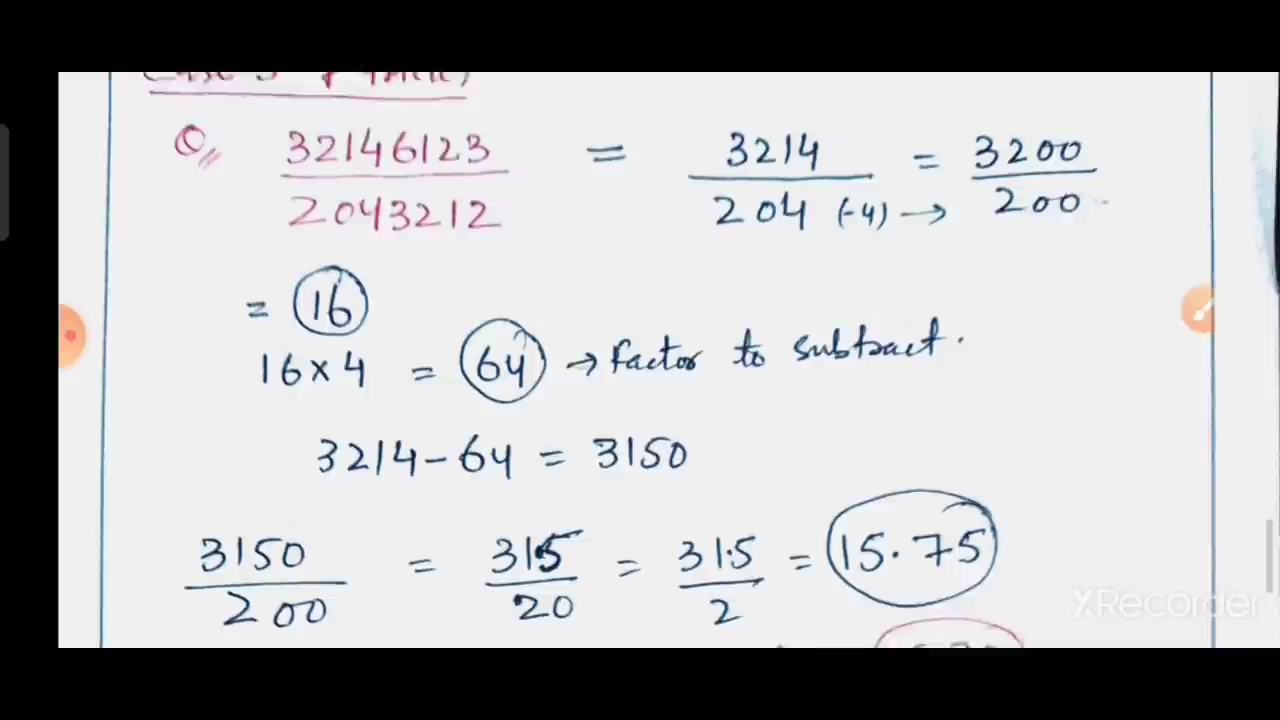 Q,, 32146123/2043212 = 3214/204 (-4) → = 3200/200
= 16
16×4 = 64 → factor to subtract.
3214-64 = 3150
3150/200 = 315/20 = 31.5/2 = 15.75
XRecorder